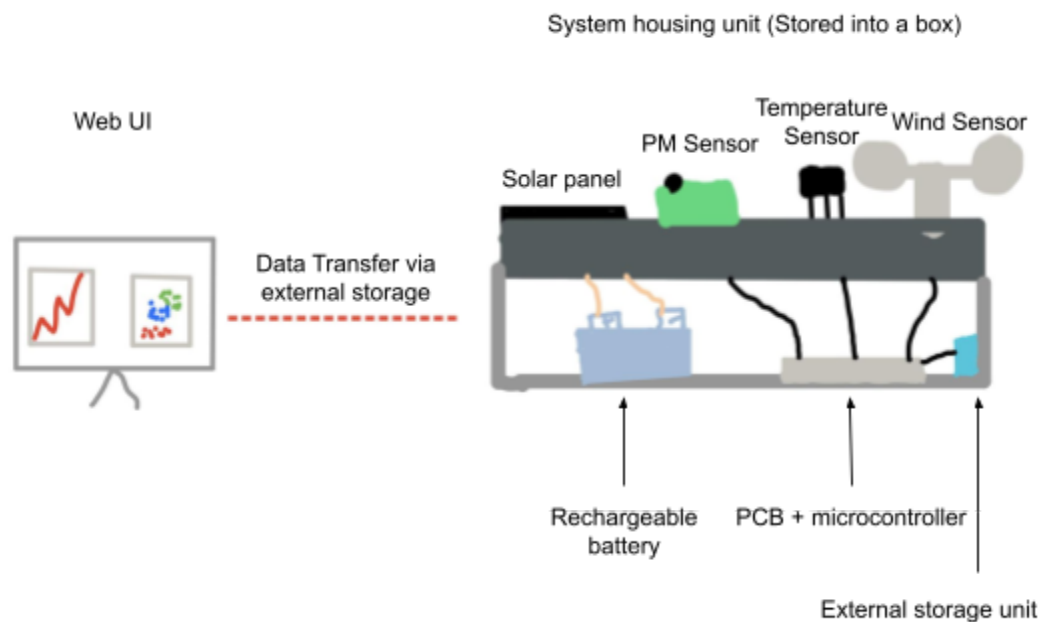 System housing unit (Stored into a box)
Web UI
Temperature
Sensor
Wind Sensor
PM Sensor
Solar panel
Data Transfer via
external storage
Rechargeable
battery
PCB + microcontroller
External storage unit